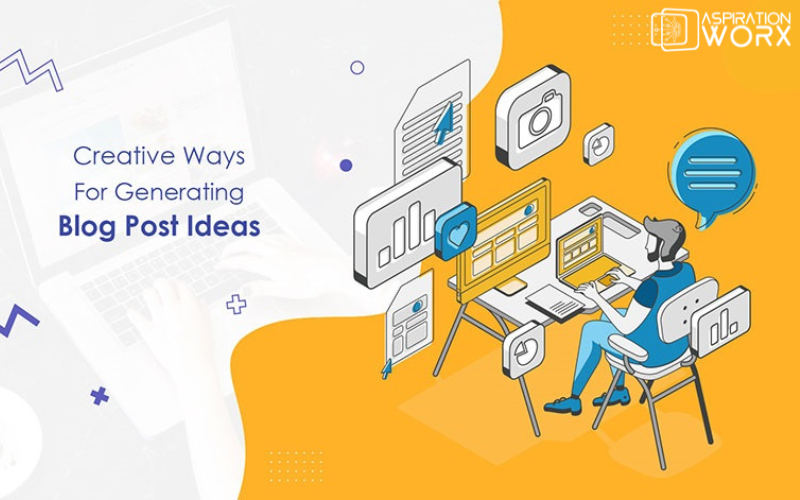 ASPIRATION
WORX
Creative Ways
For Generating
Blog Post Ideas